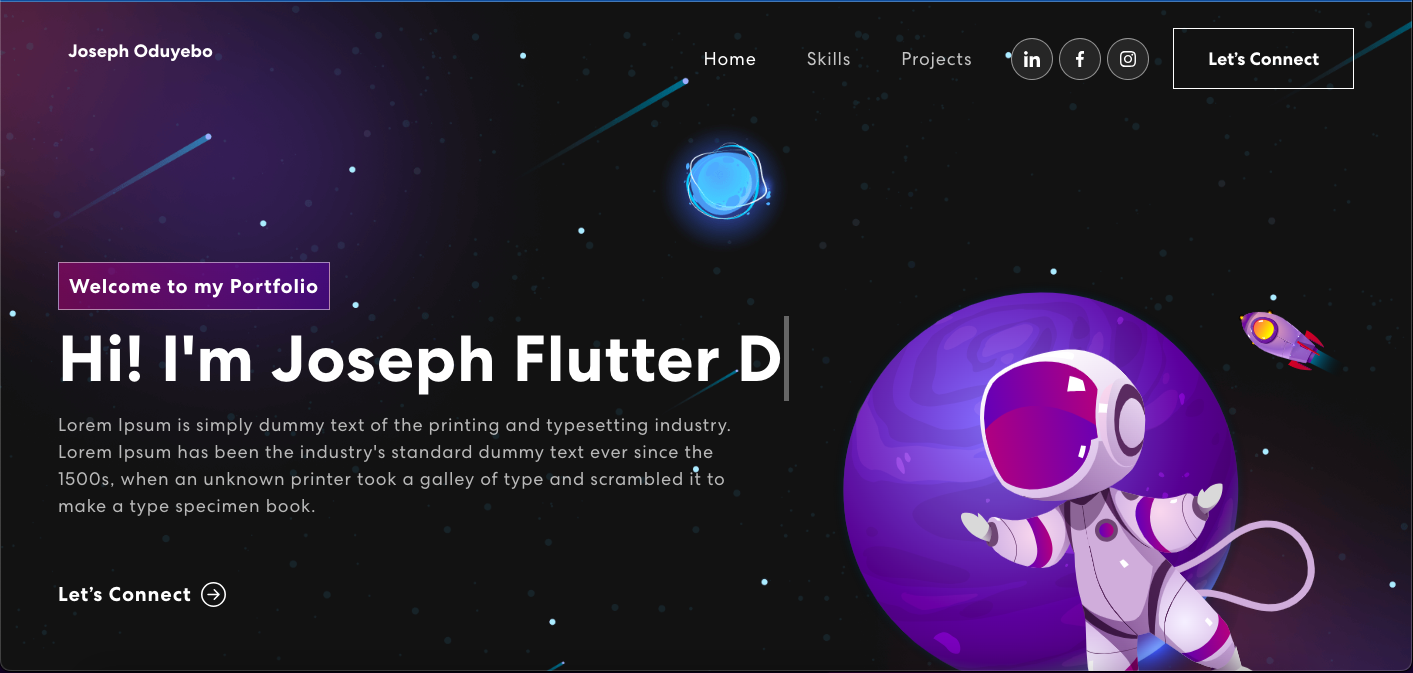 Joseph Oduyebo
Home Skills Projects in f Let’s Connect
Welcome to my Portfolio
Hi! I'm Joseph Flutter D
Lorem Ipsum is simply dummy text of the printing and typesetting industry.
Lorem Ipsum has been the industry's standard dummy text ever since the
1500s, when an unknown printer took a galley of type and scrambled it to
make a type specimen book.
Let’s Connect